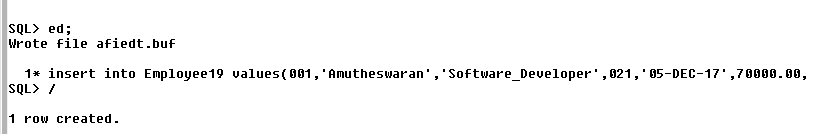 SQL> ed;
Wrote file afiedt.buf
1* insert into Employee19 values(001,'Amutheswaran','Software_Developer',021,'05-DEC-17',70000.00,
SQL> /
1 row created.